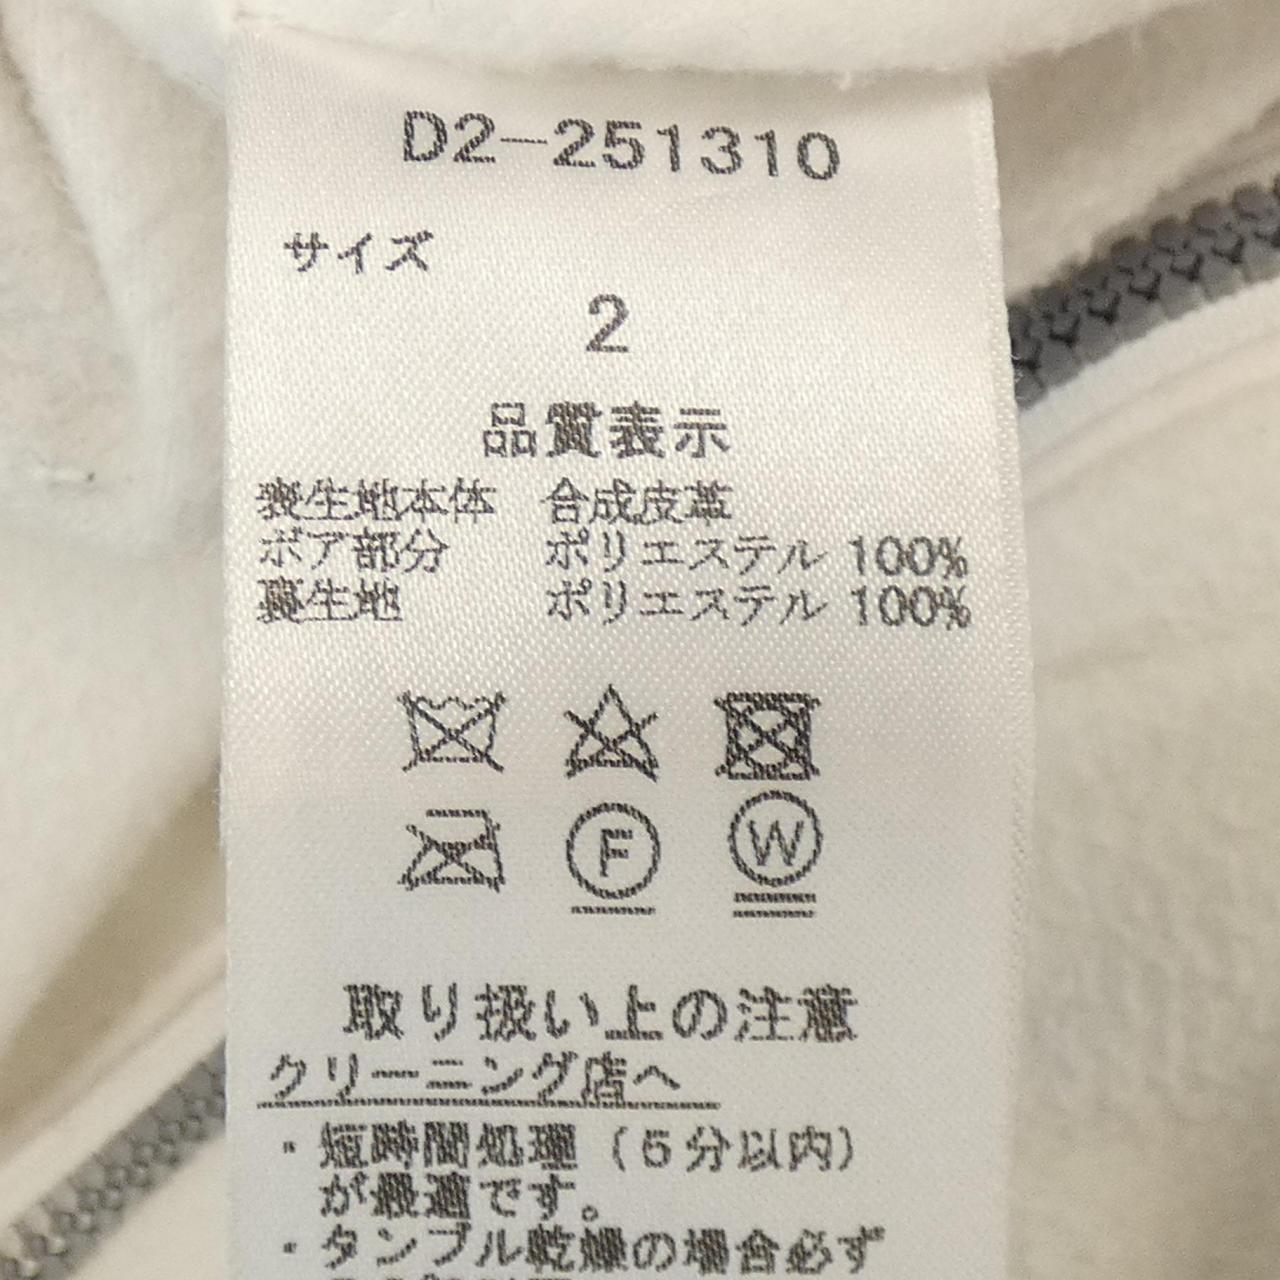 D2-251310
サイズ
2
品質表示
表生地本体 合成皮革
ボア部分 ポリエステル 100%
裏生地 ポリエステル 100%
F W
取り扱い上の注意
クリーニング店へ
・短時間処理（5分以内）
が最適です。
・タンブル乾燥の場合必ず